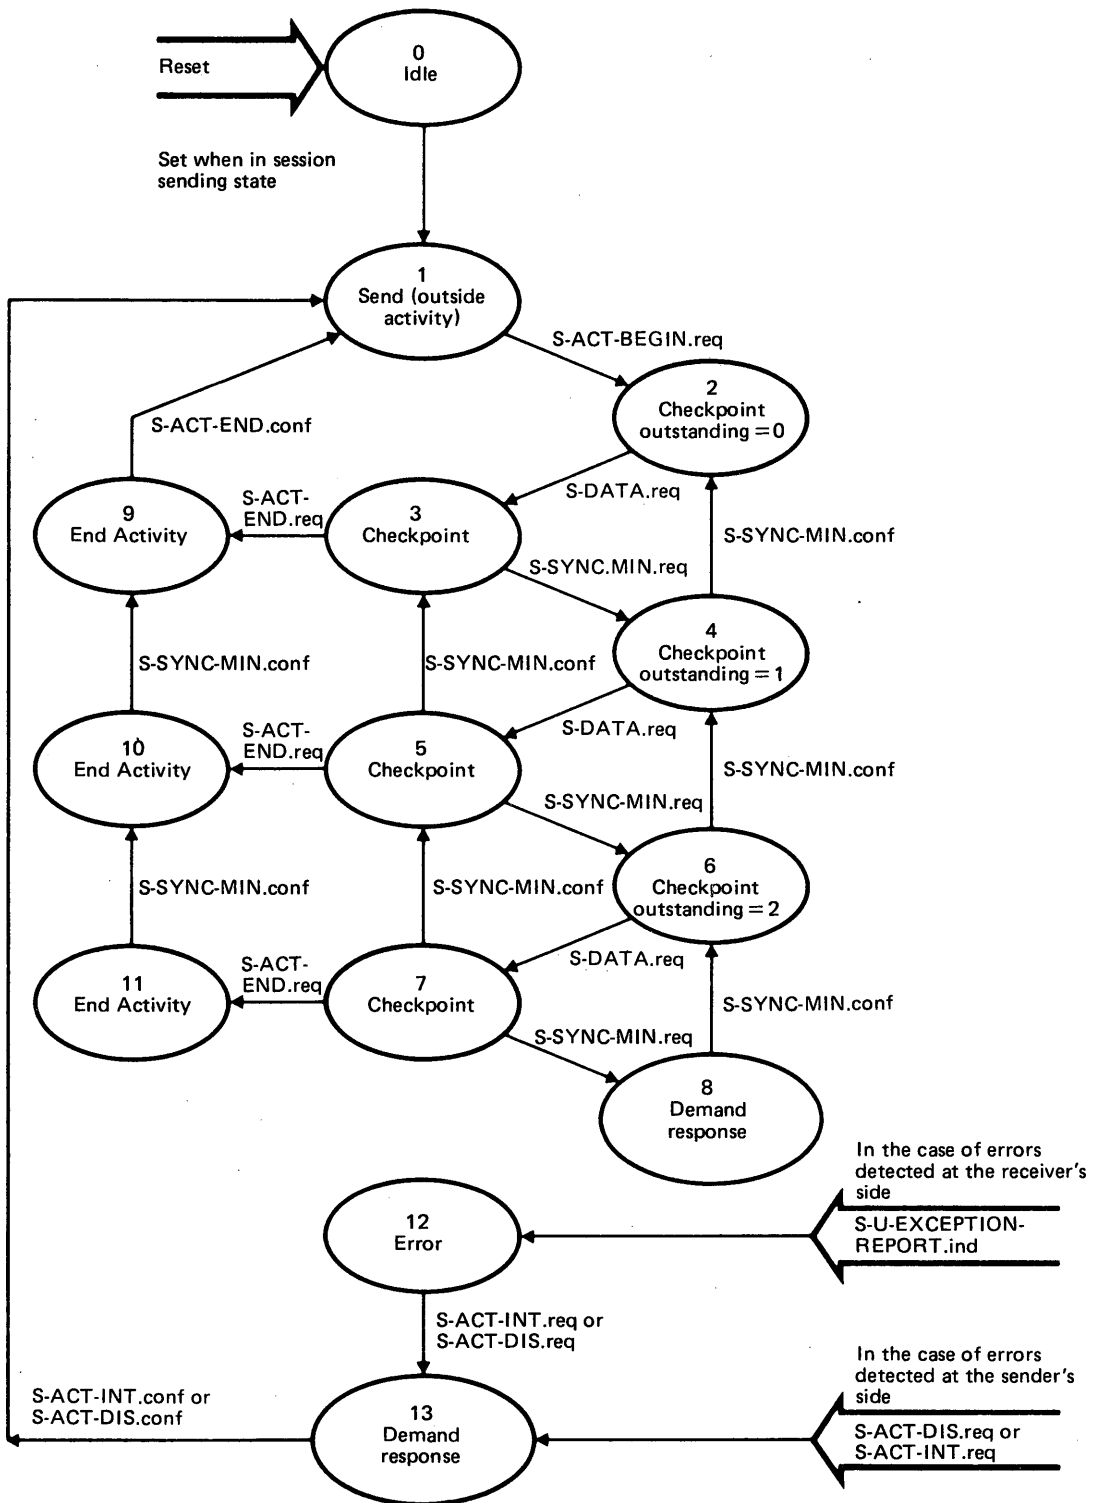 0
Idle
Reset
Set when in session
sending state
1
Send (outside
activity)
S-ACT-BEGIN.req
2
Checkpoint
outstanding = 0
S-ACT-END.conf
S-DATA.req
9
End Activity
S-ACT-
END.req
3
Checkpoint
S-SYNC-MIN.conf
S-SYNC.MIN.req
4
Checkpoint
outstanding = 1
S-SYNC-MIN.conf
S-SYNC-MIN.conf
S-DATA.req
10
End Activity
S-ACT-
END.req
5
Checkpoint
S-SYNC-MIN.conf
S-SYNC-MIN.req
6
Checkpoint
outstanding = 2
S-SYNC-MIN.conf
S-SYNC-MIN.conf
S-DATA.req
11
End Activity
S-ACT-
END.req
7
Checkpoint
S-SYNC-MIN.conf
S-SYNC-MIN.req
8
Demand
response
In the case of errors
detected at the receiver's
side
S-U-EXCEPTION-
REPORT.ind
12
Error
S-ACT-INT.req or
S-ACT-DIS.req
In the case of errors
detected at the sender's
side
S-ACT-DIS.req or
S-ACT-INT.req
S-ACT-INT.conf or
S-ACT-DIS.conf
13
Demand
response